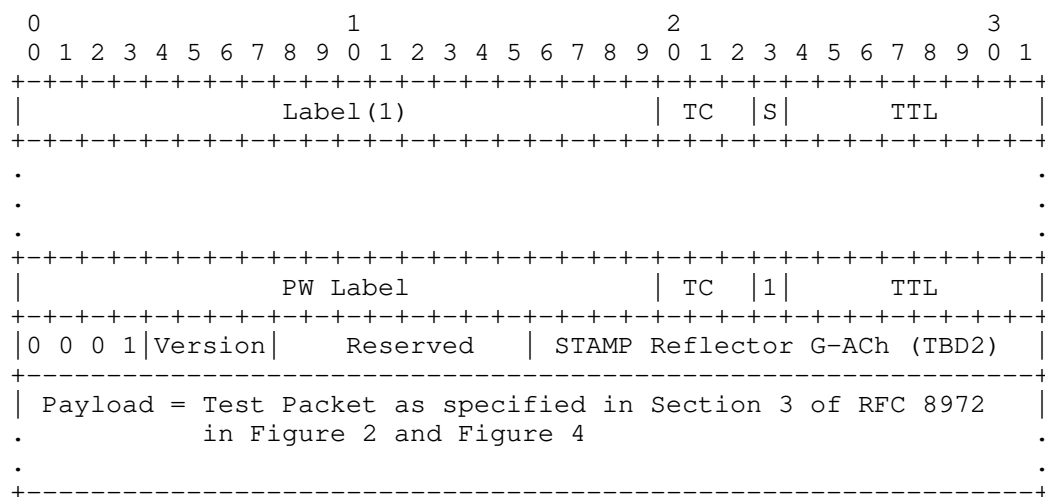 0                   1                   2                   3
 0 1 2 3 4 5 6 7 8 9 0 1 2 3 4 5 6 7 8 9 0 1 2 3 4 5 6 7 8 9 0 1
+-+-+-+-+-+-+-+-+-+-+-+-+-+-+-+-+-+-+-+-+-+-+-+-+-+-+-+-+-+-+-+-+
|                Label(1)               | TC  |S|      TTL      |
+-+-+-+-+-+-+-+-+-+-+-+-+-+-+-+-+-+-+-+-+-+-+-+-+-+-+-+-+-+-+-+-+
.                                                               .
.                                                               .
.                                                               .
+-+-+-+-+-+-+-+-+-+-+-+-+-+-+-+-+-+-+-+-+-+-+-+-+-+-+-+-+-+-+-+-+
|                PW Label               | TC  |1|      TTL      |
+-+-+-+-+-+-+-+-+-+-+-+-+-+-+-+-+-+-+-+-+-+-+-+-+-+-+-+-+-+-+-+-+
|0 0 0 1|Version|    Reserved   | STAMP Reflector G-ACh (TBD2)  |
+---------------------------------------------------------------+
| Payload = Test Packet as specified in Section 3 of RFC 8972   |
.           in Figure 2 and Figure 4                            .
.                                                               .
+---------------------------------------------------------------+